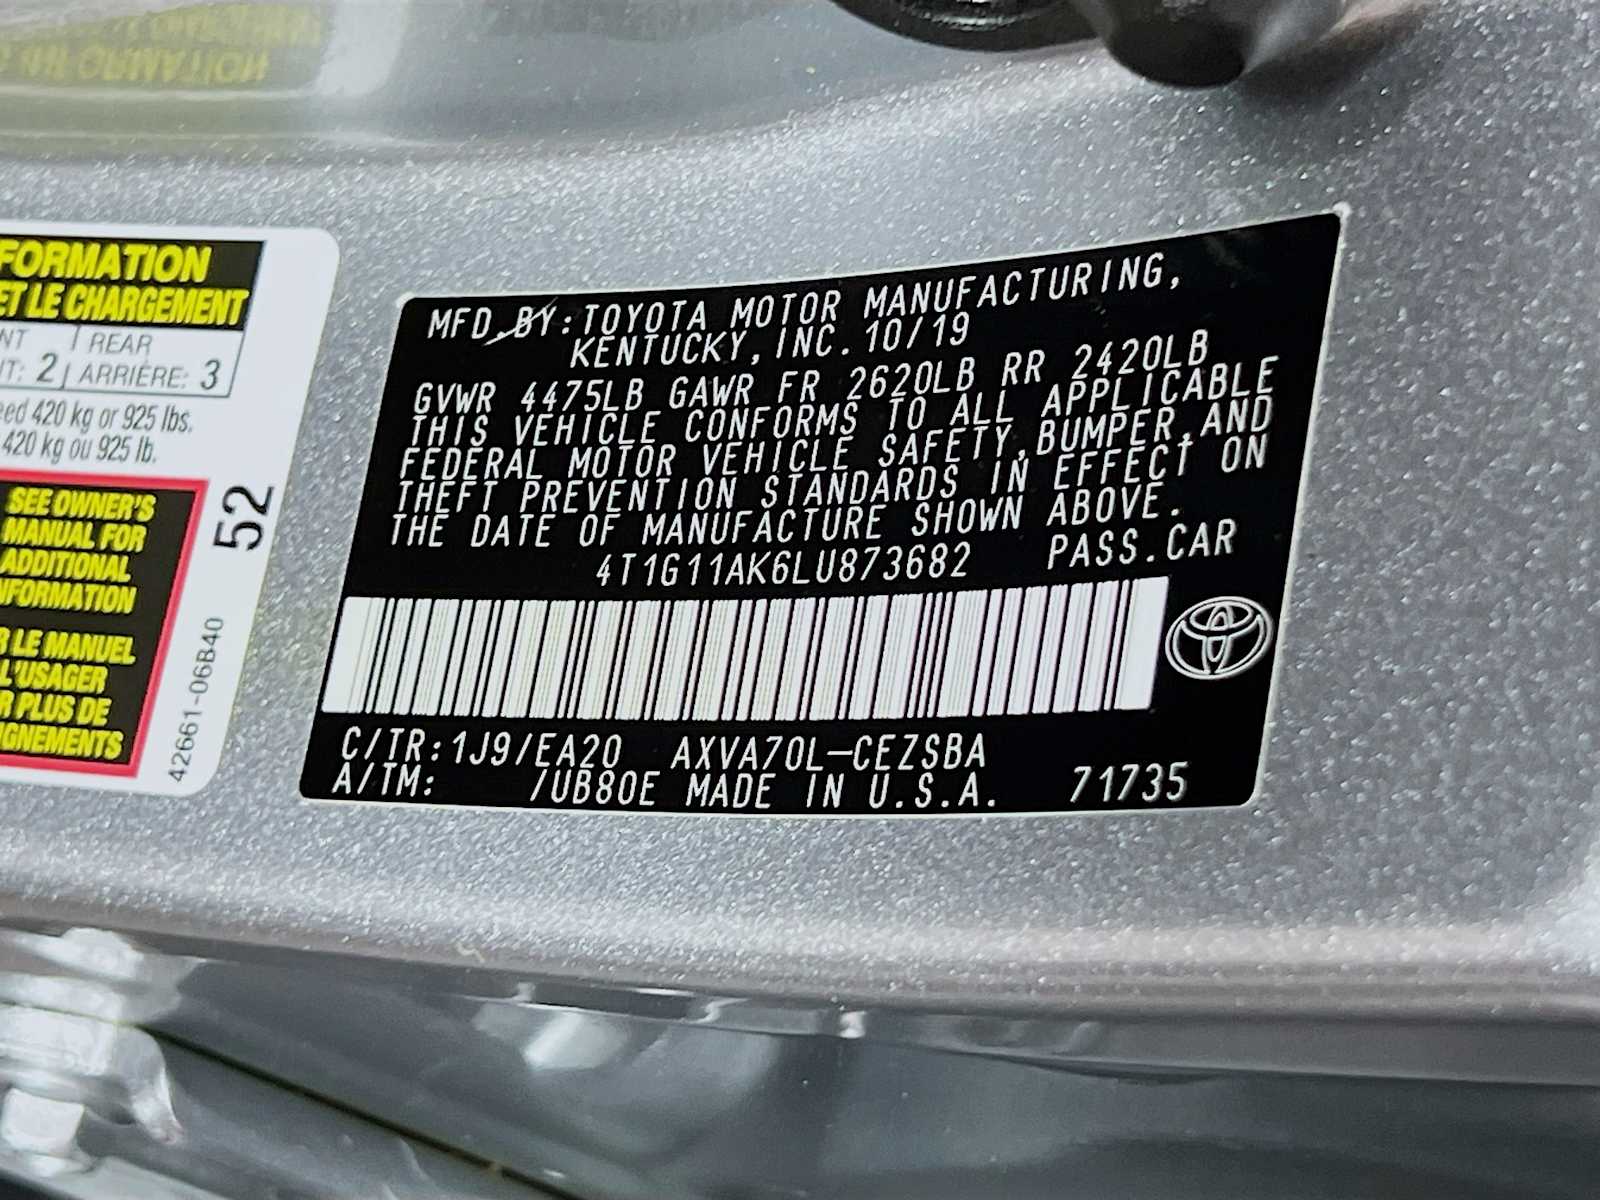 FORMATION
ET LE CHARGEMENT
REAR
2 ARRIÈRE: 3
420 kg or 925 lbs.
420 kg ou 925 lb.
SEE OWNER'S
MANUAL FOR
ADDITIONAL
NFORMATION
LE MANUEL
L'USAGER
PLUS DE
IGNEMENTS
52
42661-06B40
MFD.BY:TOYOTA MOTOR MANUFACTURING,
KENTUCKY,INC.10/19
GVWR 4475LB GAWR FR 2620LB RR 2420LB
THIS VEHICLE CONFORMS TO ALL APPLICABLE
FEDERAL MOTOR VEHICLE SAFETY,BUMPER,AND
THEFT PREVENTION STANDARDS IN EFFECT ON
THE DATE OF MANUFACTURE SHOWN ABOVE.
4T1G11AK6LU873682 PASS.CAR
C/TR:1J9/EA20 AXVA70L-CEZSBA
A/TM: /UB80E MADE IN U.S.A. 71735